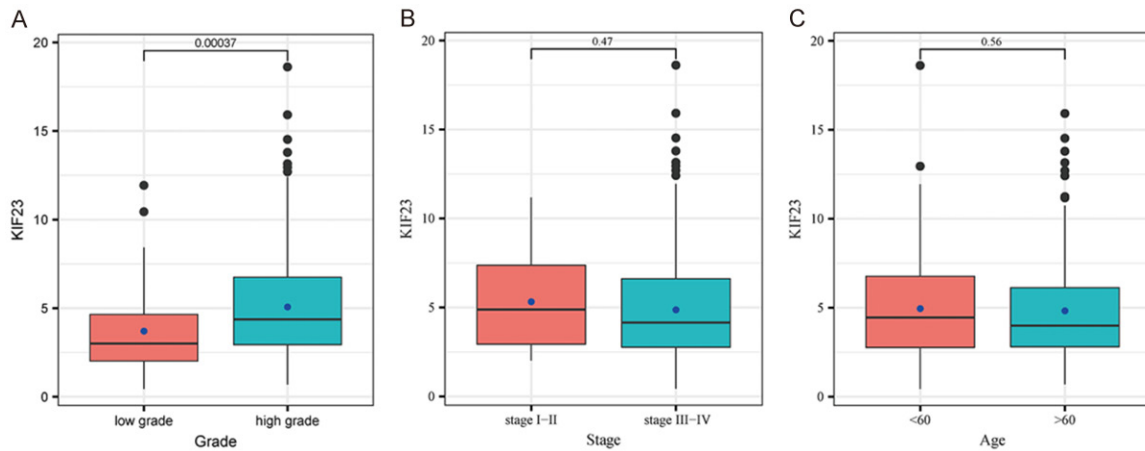 A
0.00037
20
15
10
5
0
KIF23
low grade
high grade
Grade
B
0.47
20
15
10
5
0
KIF23
stage I−II
stage III−IV
Stage
C
0.56
20
15
10
5
0
KIF23
<60
>60
Age